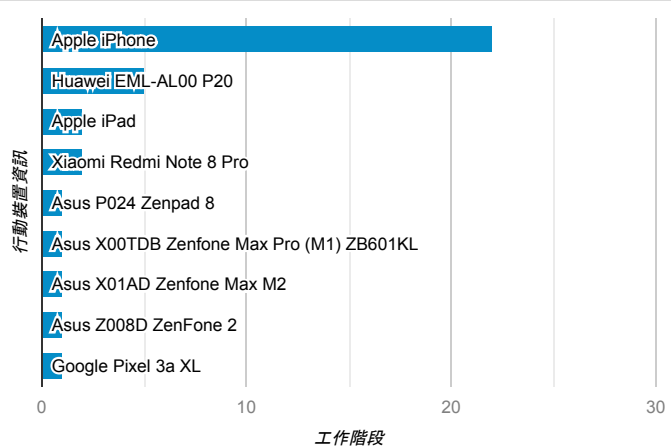 Apple iPhone
Huawei EML-AL00 P20
Apple iPad
Xiaomi Redmi Note 8 Pro
Asus P024 Zenpad 8
Asus X00TDB Zenfone Max Pro (M1) ZB601KL
Asus X01AD Zenfone Max M2
Asus Z008D ZenFone 2
Google Pixel 3a XL
行動裝置資訊
0 10 20 30
工作階段